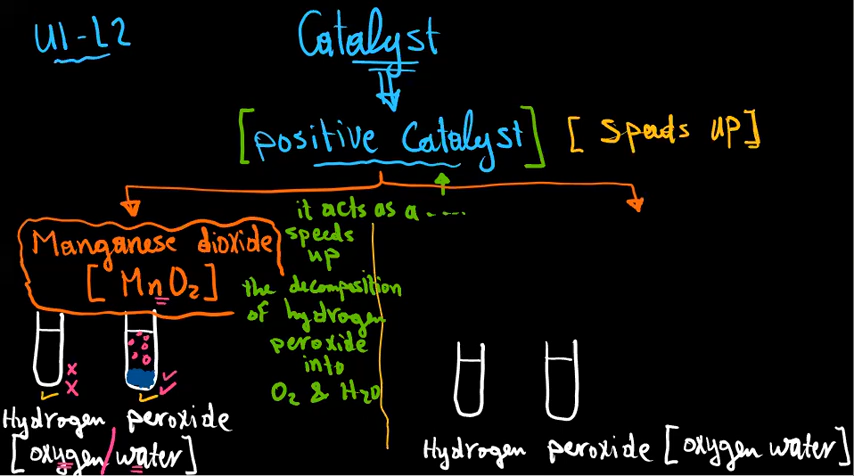 U1-L2
Catalyst
[positive Catalyst] [Speeds up]
it acts as a .....
Manganese dioxide
[MnO2]
speeds
up
the decomposition
of hydrogen
peroxide
into
O2 & H2O
Hydrogen peroxide
[oxygen/water]
Hydrogen peroxide [oxygen water]